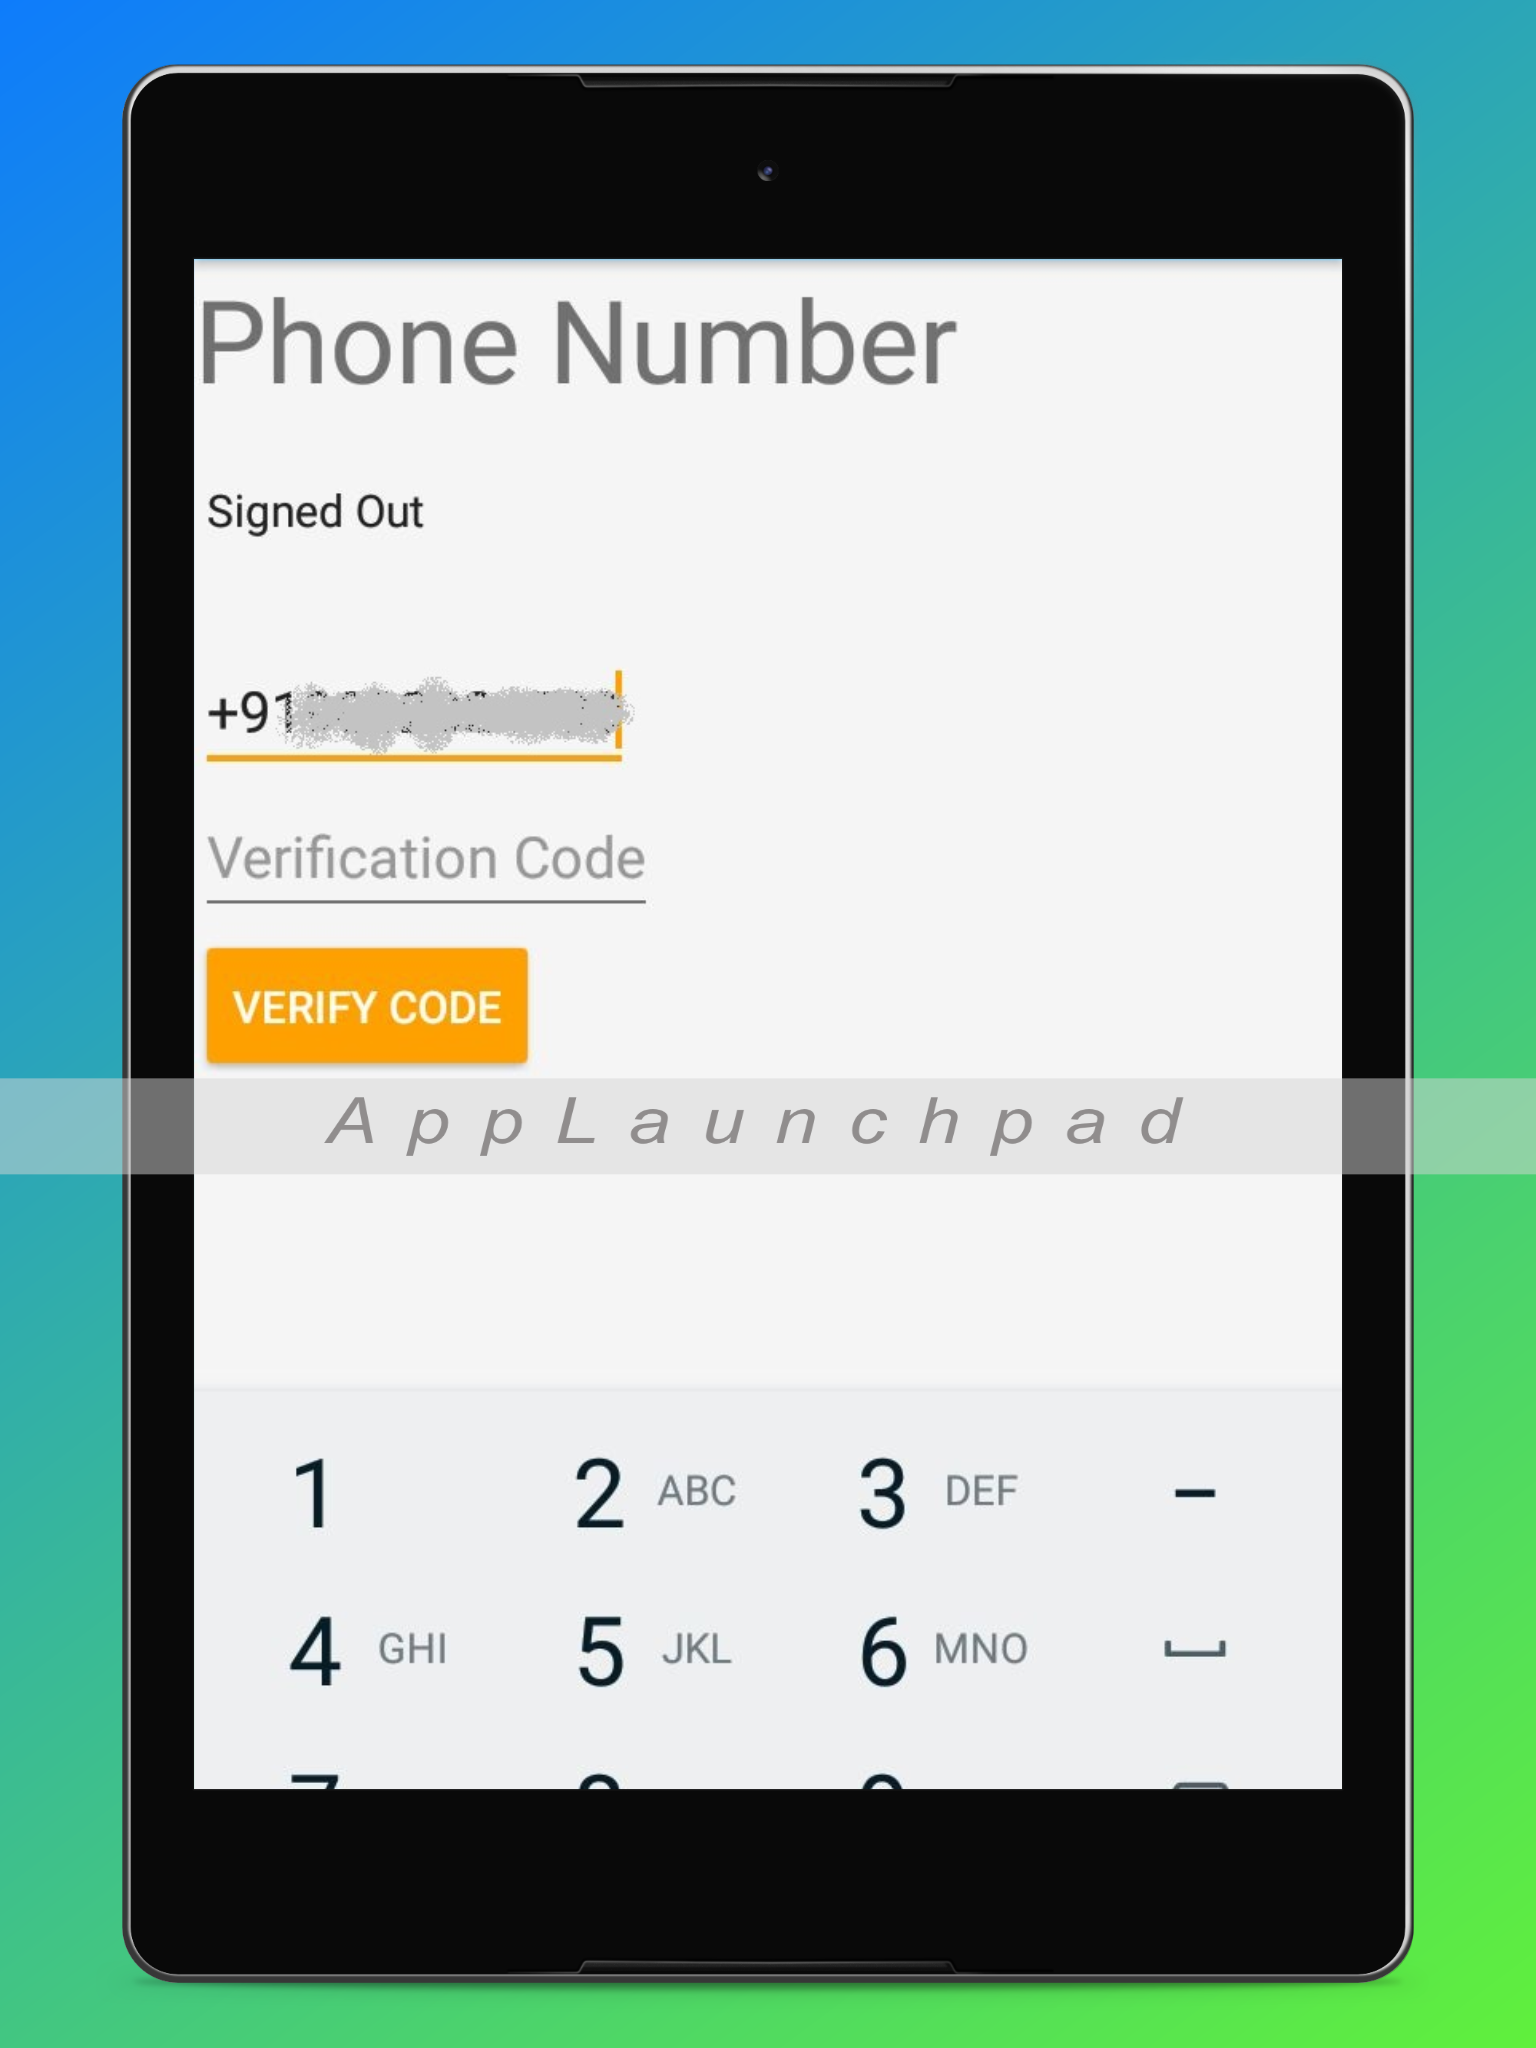 Phone Number
Signed Out
+91
Verification Code
VERIFY CODE
AppLaunchpad
1 2 ABC 3 DEF -
4 GHI 5 JKL 6 MNO